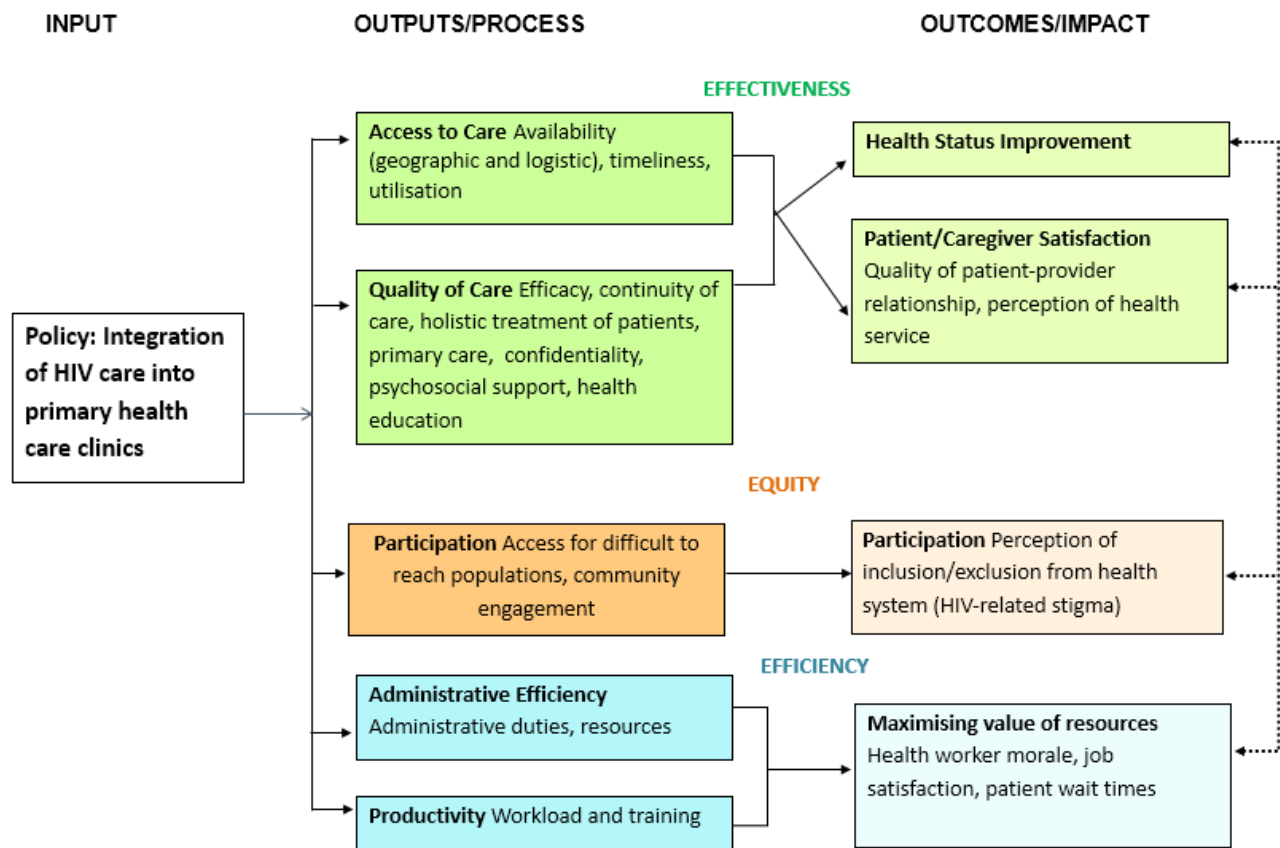 INPUT
OUTPUTS/PROCESS
OUTCOMES/IMPACT
EFFECTIVENESS
Policy: Integration
of HIV care into
primary health
care clinics
Access to Care Availability
(geographic and logistic), timeliness,
utilisation
Quality of Care Efficacy, continuity of
care, holistic treatment of patients,
primary care, confidentiality,
psychosocial support, health
education
Health Status Improvement
Patient/Caregiver Satisfaction
Quality of patient-provider
relationship, perception of health
service
EQUITY
Participation Access for difficult to
reach populations, community
engagement
Participation Perception of
inclusion/exclusion from health
system (HIV-related stigma)
EFFICIENCY
Administrative Efficiency
Administrative duties, resources
Productivity Workload and training
Maximising value of resources
Health worker morale, job
satisfaction, patient wait times